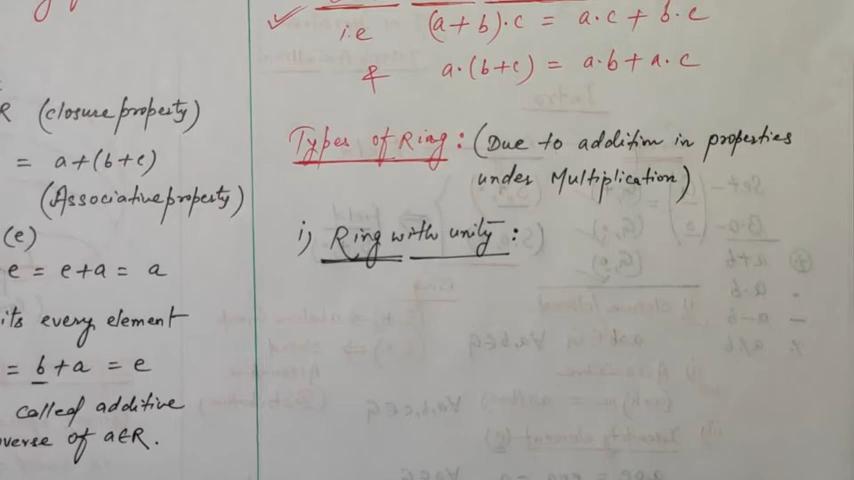 R (closure property)
= a+(b+c)
(Associative property)
(e)
e = e+a = a
its every element
= b+a = e
called additive
verse of a∈R.
i.e (a+b)·c = a·c + b·c
& a·(b+c) = a·b + a·c
Types of Ring: (Due to addition in properties
under Multiplication)
i) Ring with unity: